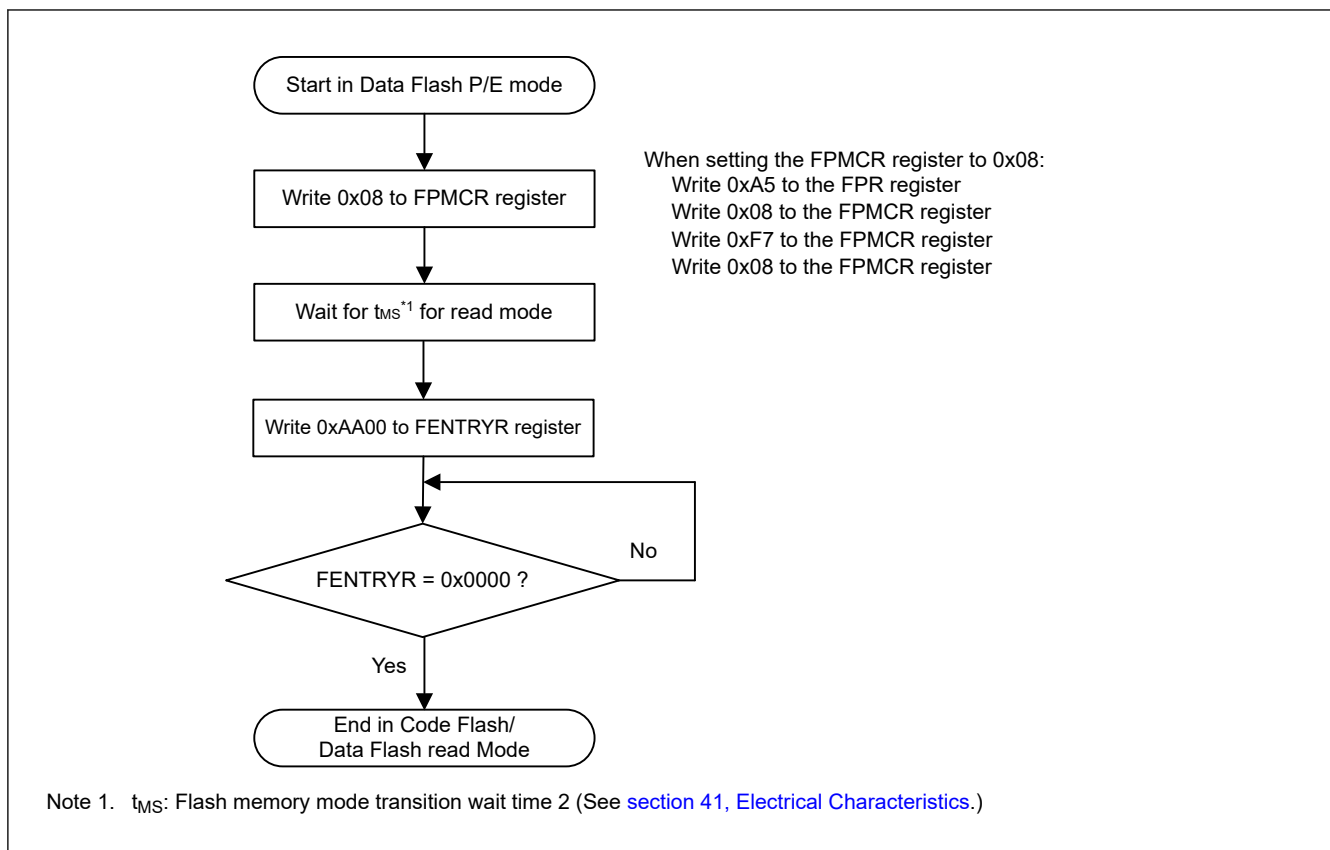 Start in Data Flash P/E mode
When setting the FPMCR register to 0x08:
Write 0xA5 to the FPR register
Write 0x08 to the FPMCR register
Write 0xF7 to the FPMCR register
Write 0x08 to the FPMCR register
Write 0x08 to FPMCR register
Wait for tMS*1 for read mode
Write 0xAA00 to FENTRYR register
No
FENTRYR = 0x0000 ?
Yes
End in Code Flash/
Data Flash read Mode
Note 1. tMS: Flash memory mode transition wait time 2 (See section 41, Electrical Characteristics.)